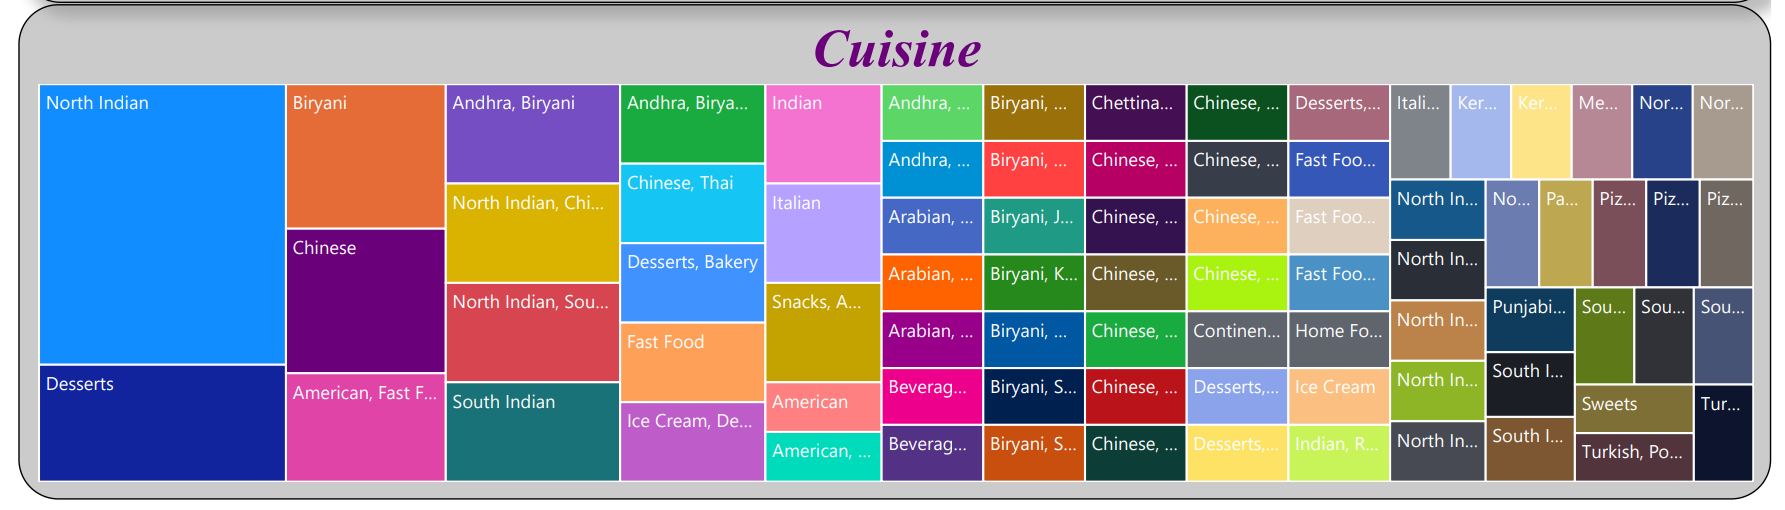 Cuisine
North Indian
Desserts
Biryani
Chinese
American, Fast F...
Andhra, Biryani
North Indian, Chi...
North Indian, Sou...
South Indian
Andhra, Birya...
Chinese, Thai
Desserts, Bakery
Fast Food
Ice Cream, De...
Indian
Italian
Snacks, A...
American
American, ...
Andhra, ...
Andhra, ...
Arabian, ...
Arabian, ...
Arabian, ...
Beverag...
Beverag...
Biryani, ...
Biryani, ...
Biryani, J...
Biryani, K...
Biryani, ...
Biryani, S...
Biryani, S...
Chettina...
Chinese, ...
Chinese, ...
Chinese, ...
Chinese, ...
Chinese, ...
Chinese, ...
Chinese, ...
Chinese, ...
Chinese, ...
Chinese, ...
Continen...
Desserts,...
Desserts,...
Desserts,...
Fast Foo...
Fast Foo...
Fast Foo...
Home Fo...
Ice Cream
Indian, R...
Itali...
Ker...
Ker...
Me...
Nor...
Nor...
North In...
North In...
North In...
North In...
North In...
No...
Pa...
Piz...
Piz...
Piz...
Punjabi...
South I...
South I...
Sou...
Sou...
Sou...
Sweets
Turkish, Po...
Tur...